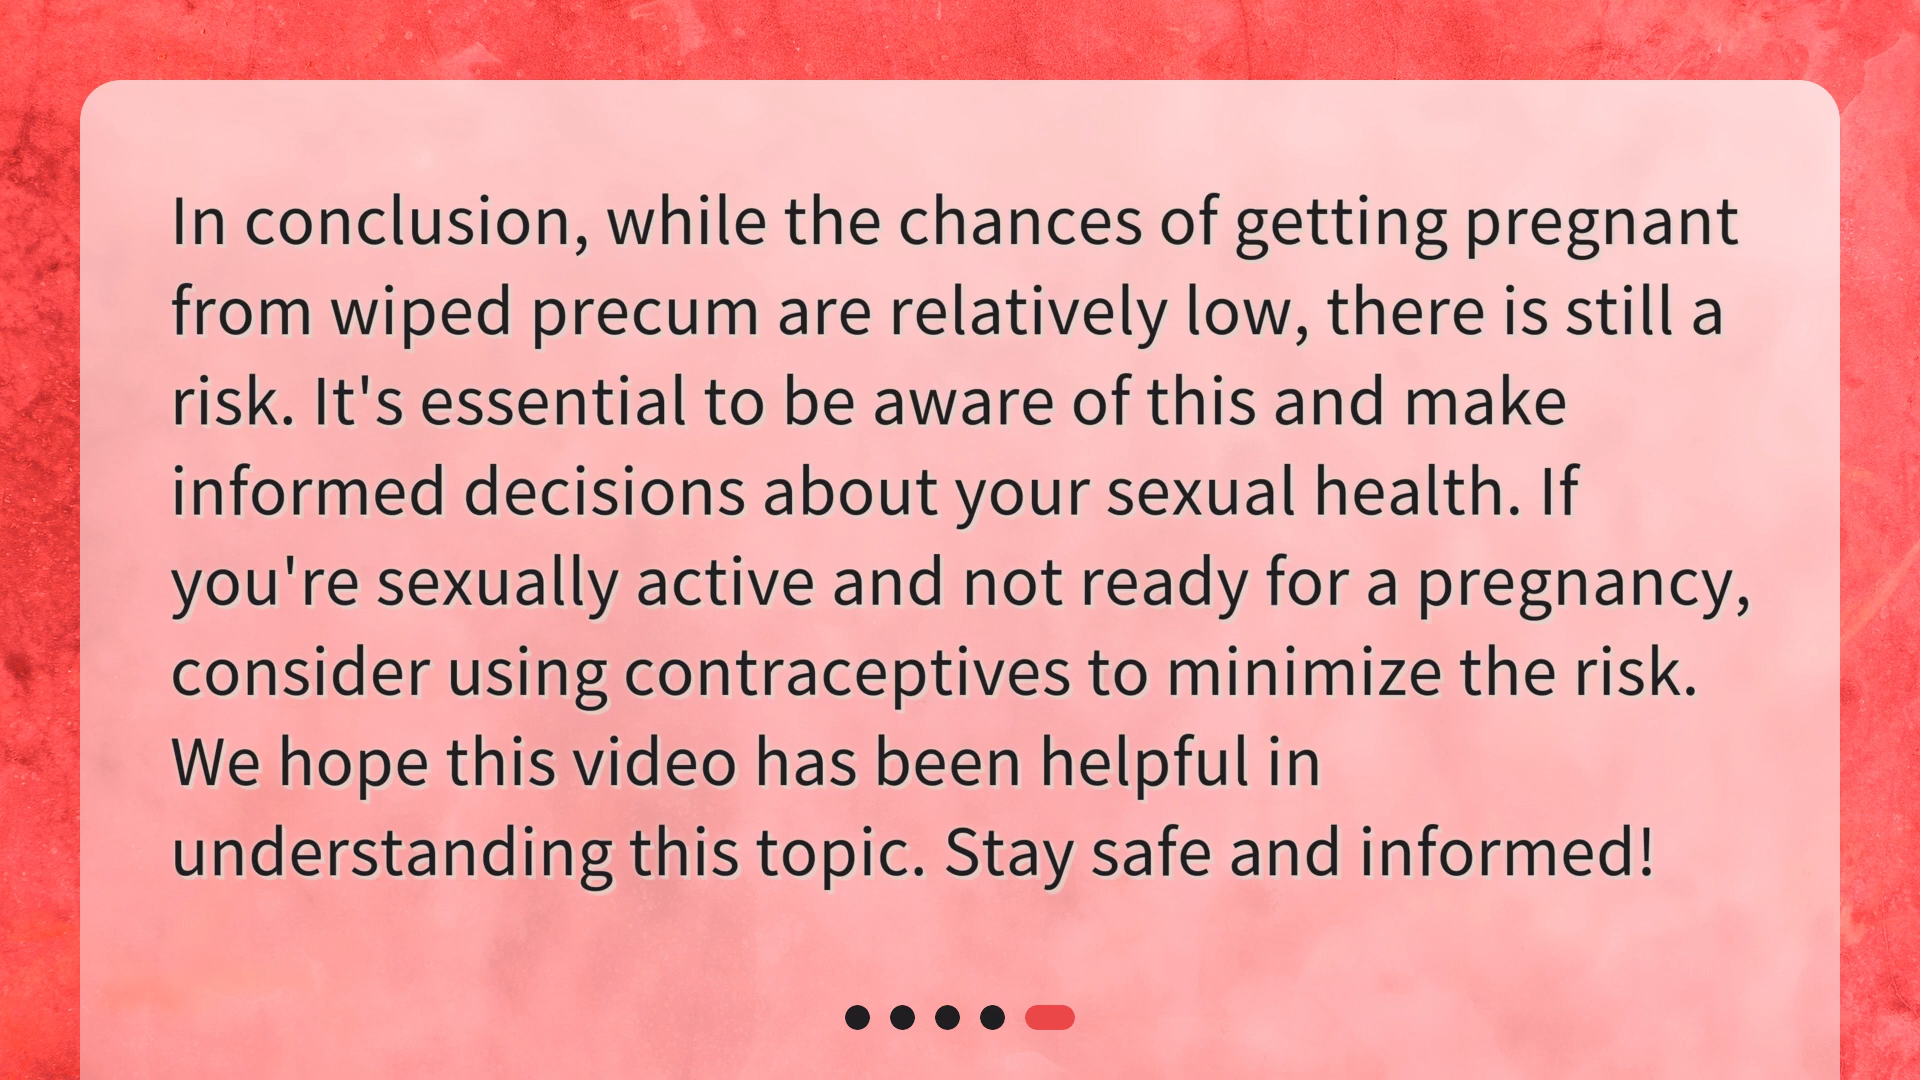 In conclusion, while the chances of getting pregnant
from wiped precum are relatively low, there is still a
risk. It's essential to be aware of this and make
informed decisions about your sexual health. If
you're sexually active and not ready for a pregnancy,
consider using contraceptives to minimize the risk.
We hope this video has been helpful in
understanding this topic. Stay safe and informed!